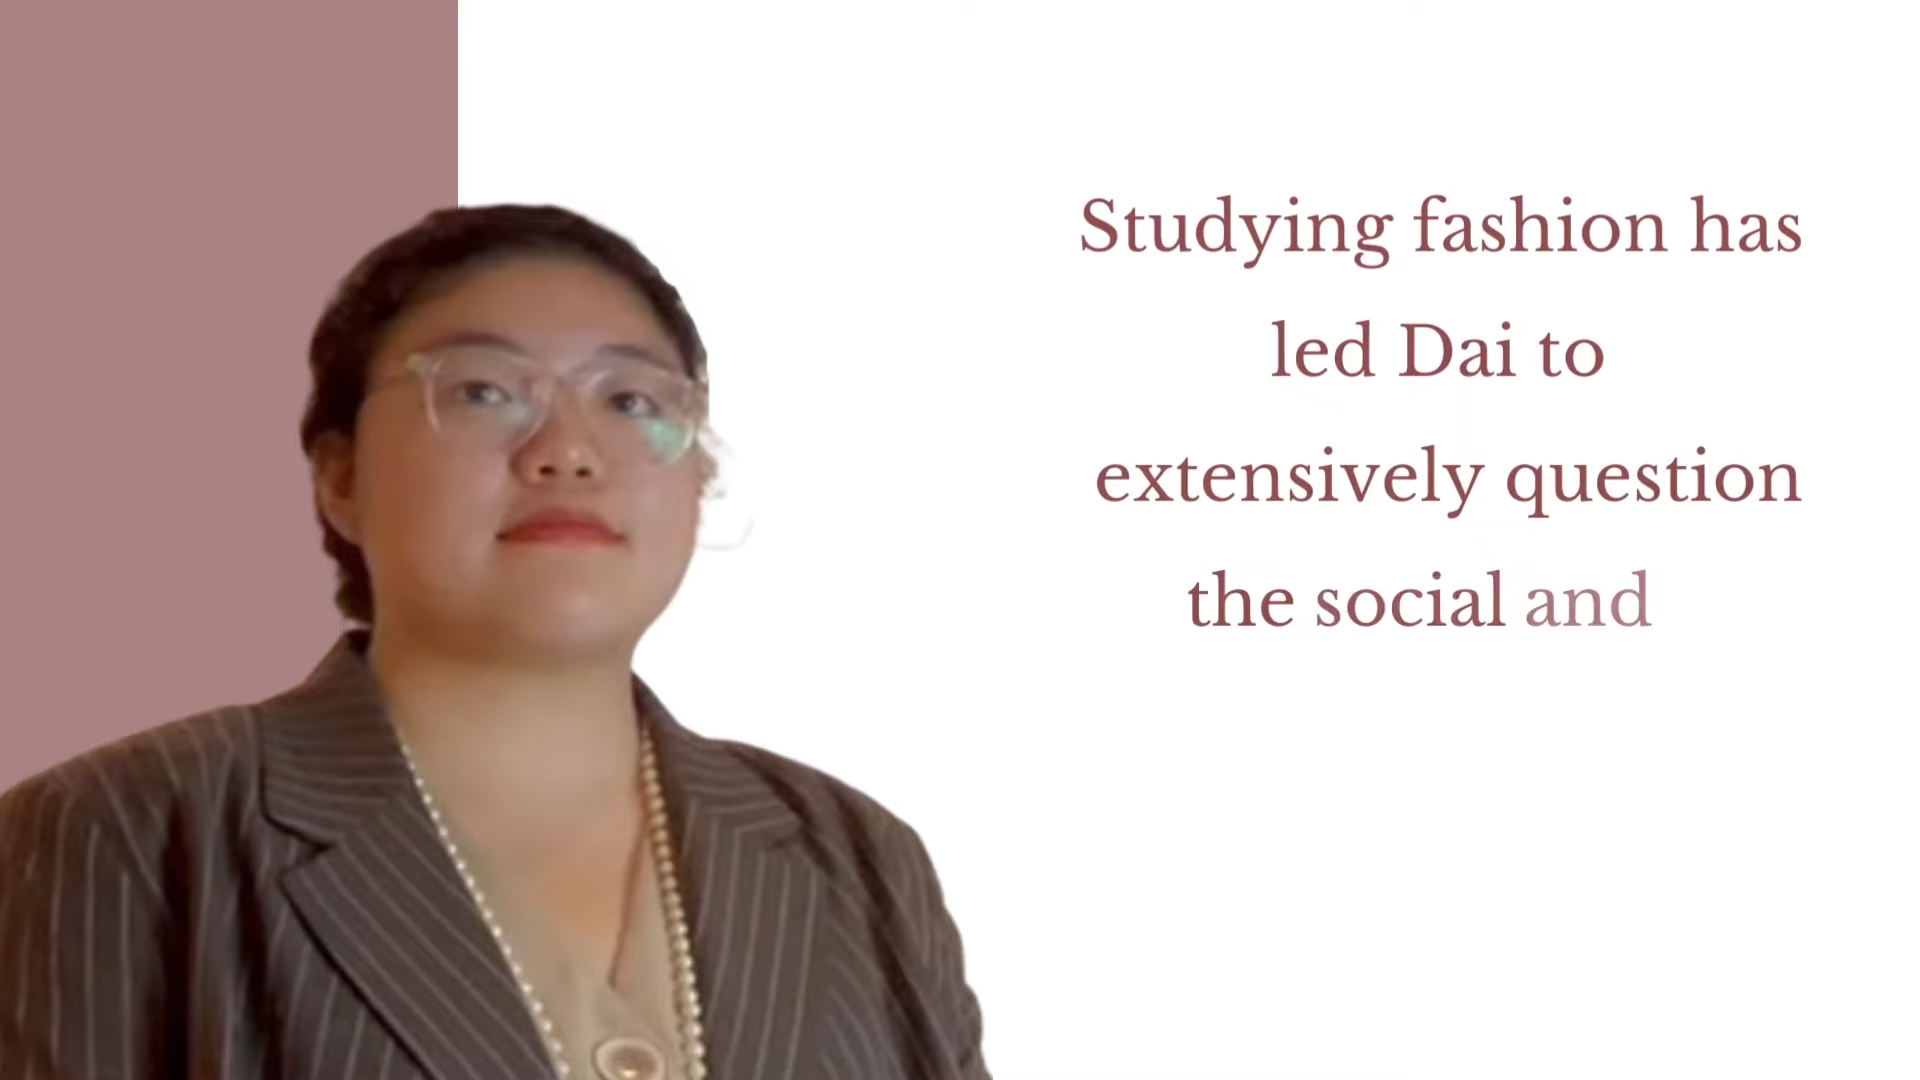 Studying fashion has
led Dai to
extensively question
the social and